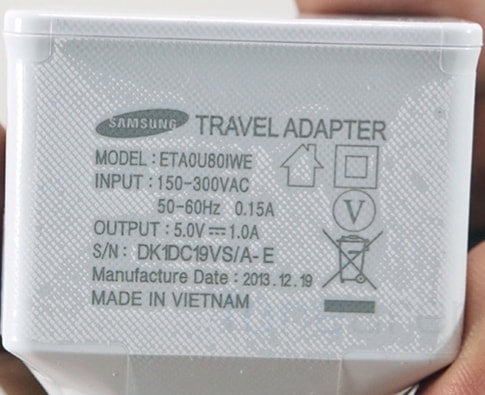 SAMSUNG TRAVEL ADAPTER
MODEL : ETA0U80IWE
INPUT : 150-300VAC
50-60Hz 0.15A
OUTPUT : 5.0V⎓1.0A
S/N : DK1DC19VS/A-E
Manufacture Date : 2013.12.19
MADE IN VIETNAM
V